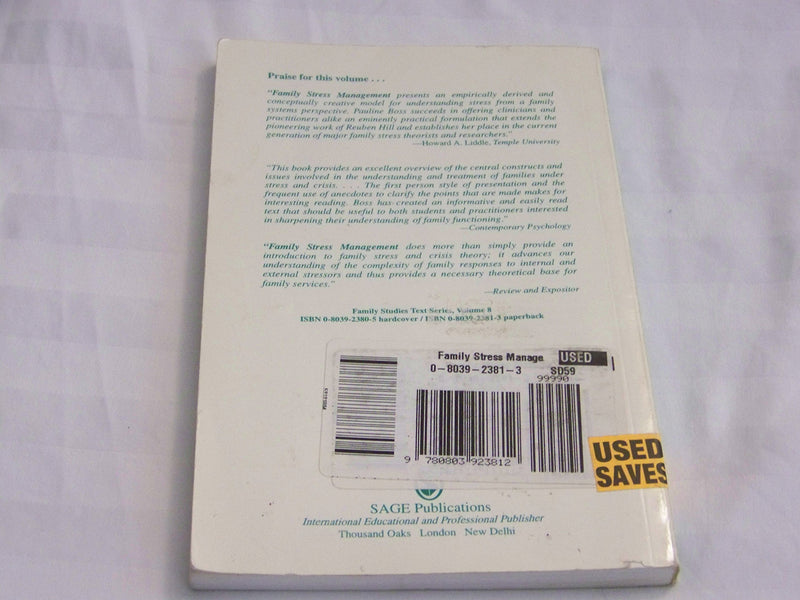 Praise for this volume . . .
"Family Stress Management presents an empirically derived and
conceptually creative model for understanding stress from a family
systems perspective. Pauline Boss succeeds in offering clinicians and
practitioners alike an eminently practical formulation that extends the
pioneering work of Reuben Hill and establishes her place in the current
generation of major family stress theorists and researchers."
—Howard A. Liddle, Temple University
"This book provides an excellent overview of the central constructs and
issues involved in the understanding and treatment of families under
stress and crisis. . . . The first person style of presentation and the
frequent use of anecdotes to clarify the points that are made makes for
interesting reading. Boss has created an informative and easily read
text that should be useful to both students and practitioners interested
in sharpening their understanding of family functioning."
—Contemporary Psychology
"Family Stress Management does more than simply provide an
introduction to family stress and crisis theory; it advances our
understanding of the complexity of family responses to internal and
external stressors and thus provides a necessary theoretical base for
family services."
—Review and Expositor
Family Studies Text Series, Volume 8
ISBN 0-8039-2380-5 hardcover / ISBN 0-8039-2381-3 paperback
Family Stress Manage USED
0-8039-2381-3 SD59
99990
9 780803 923812
USED
SAVES
SAGE Publications
International Educational and Professional Publisher
Thousand Oaks London New Delhi